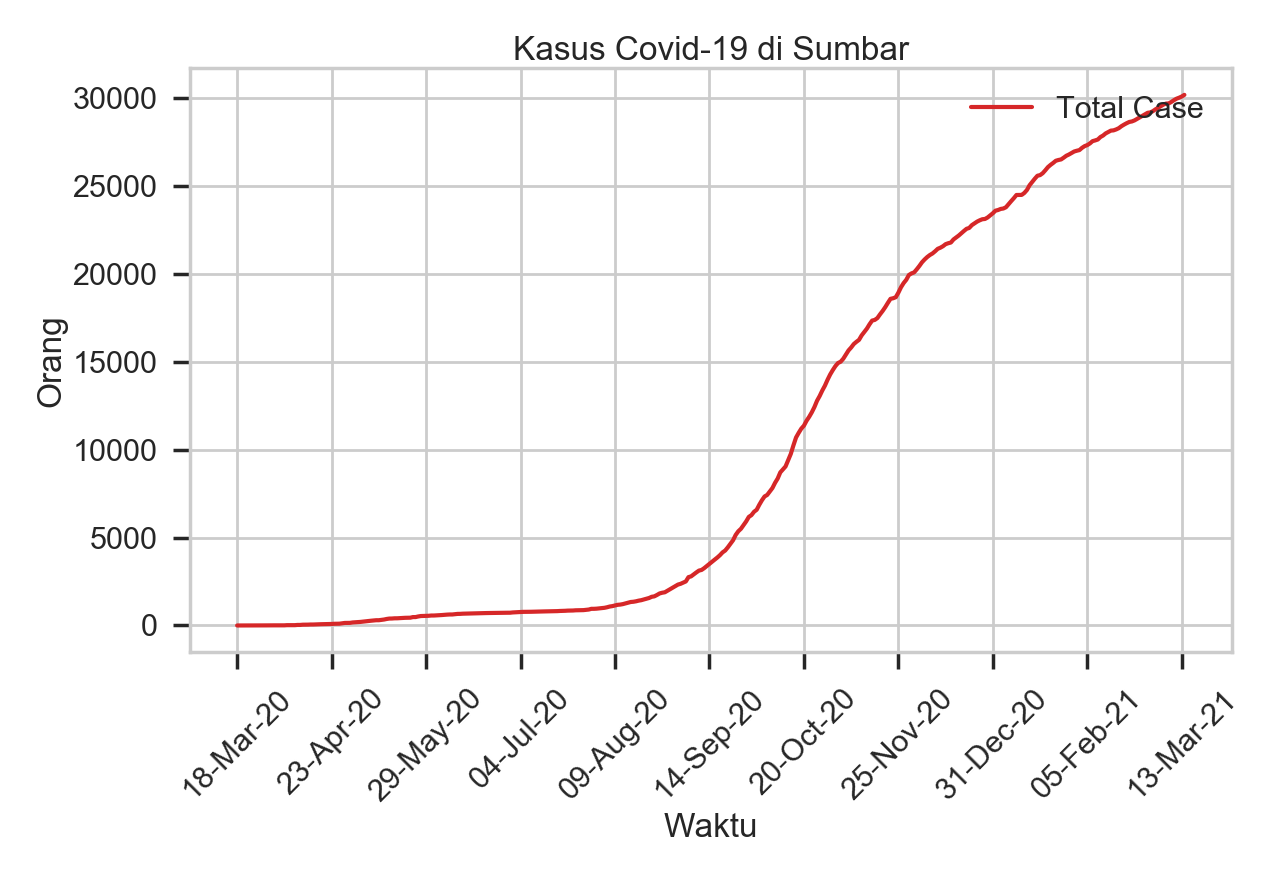 Kasus Covid-19 di Sumbar
Total Case
30000
25000
20000
15000
10000
5000
0
Orang
18-Mar-20
23-Apr-20
29-May-20
04-Jul-20
09-Aug-20
14-Sep-20
20-Oct-20
25-Nov-20
31-Dec-20
05-Feb-21
13-Mar-21
Waktu